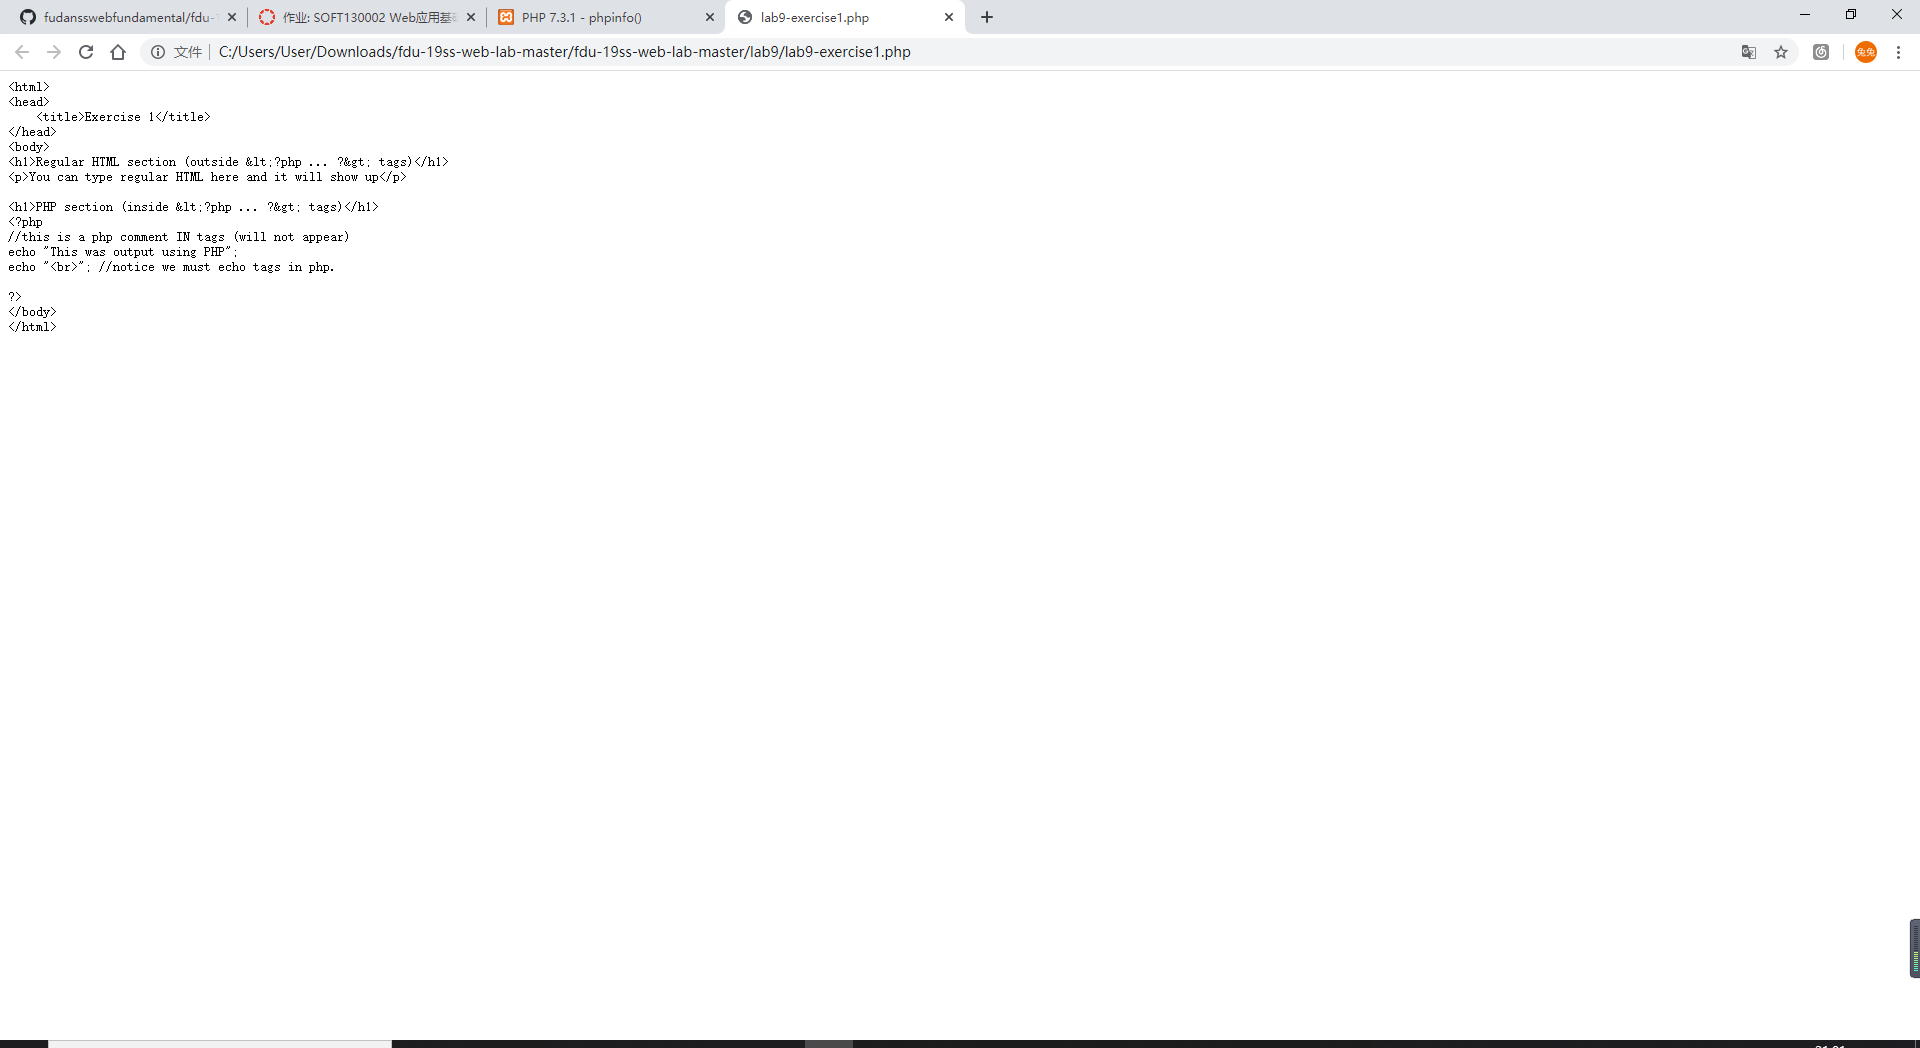 fudansswebfundamental/fdu-1
作业: SOFT130002 Web应用基
PHP 7.3.1 - phpinfo()
lab9-exercise1.php
文件
C:/Users/User/Downloads/fdu-19ss-web-lab-master/fdu-19ss-web-lab-master/lab9/lab9-exercise1.php
兔兔
<html>
<head>
    <title>Exercise 1</title>
</head>
<body>
<h1>Regular HTML section (outside &lt;?php ... ?&gt; tags)</h1>
<p>You can type regular HTML here and it will show up</p>
<h1>PHP section (inside &lt;?php ... ?&gt; tags)</h1>
<?php
//this is a php comment IN tags (will not appear)
echo "This was output using PHP";
echo "<br>"; //notice we must echo tags in php.
?>
</body>
</html>